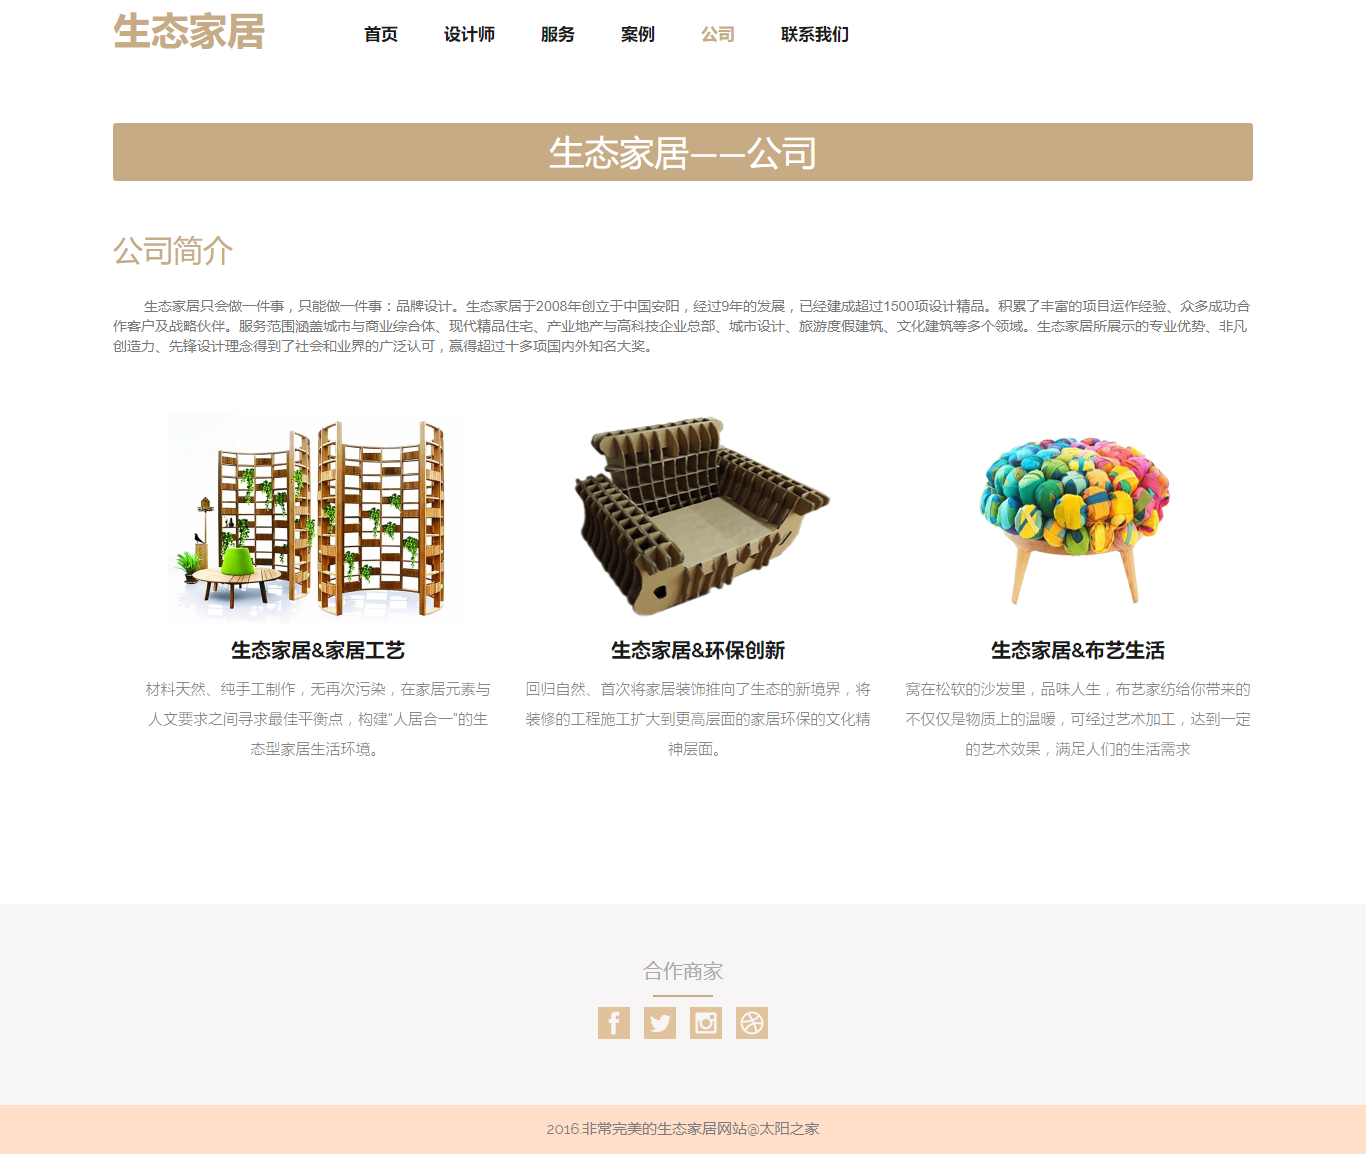 生态家居
首页 设计师 服务 案例 公司 联系我们
生态家居——公司
公司简介
生态家居只会做一件事，只能做一件事：品牌设计。生态家居于2008年创立于中国安阳，经过9年的发展，已经建成超过1500项设计精品。积累了丰富的项目运作经验、众多成功合
作客户及战略伙伴。服务范围涵盖城市与商业综合体、现代精品住宅、产业地产与高科技企业总部、城市设计、旅游度假建筑、文化建筑等多个领域。生态家居所展示的专业优势、非凡
创造力、先锋设计理念得到了社会和业界的广泛认可，赢得超过十多项国内外知名大奖。
生态家居&家居工艺
材料天然、纯手工制作，无再次污染，在家居元素与
人文要求之间寻求最佳平衡点，构建"人居合一"的生
态型家居生活环境。
生态家居&环保创新
回归自然、首次将家居装饰推向了生态的新境界，将
装修的工程施工扩大到更高层面的家居环保的文化精
神层面。
生态家居&布艺生活
窝在松软的沙发里，品味人生，布艺家纺给你带来的
不仅仅是物质上的温暖，可经过艺术加工，达到一定
的艺术效果，满足人们的生活需求
合作商家
2016.非常完美的生态家居网站@太阳之家